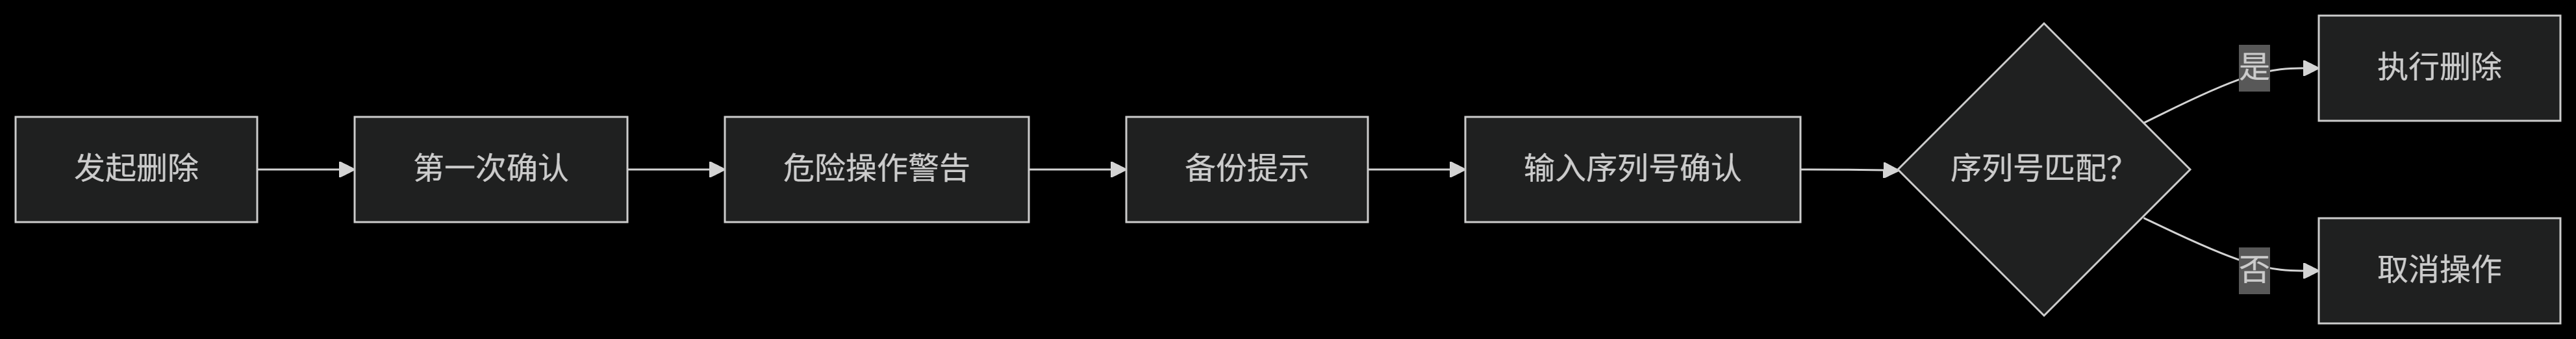 发起删除
第一次确认
危险操作警告
备份提示
输入序列号确认
序列号匹配?
是
执行删除
否
取消操作